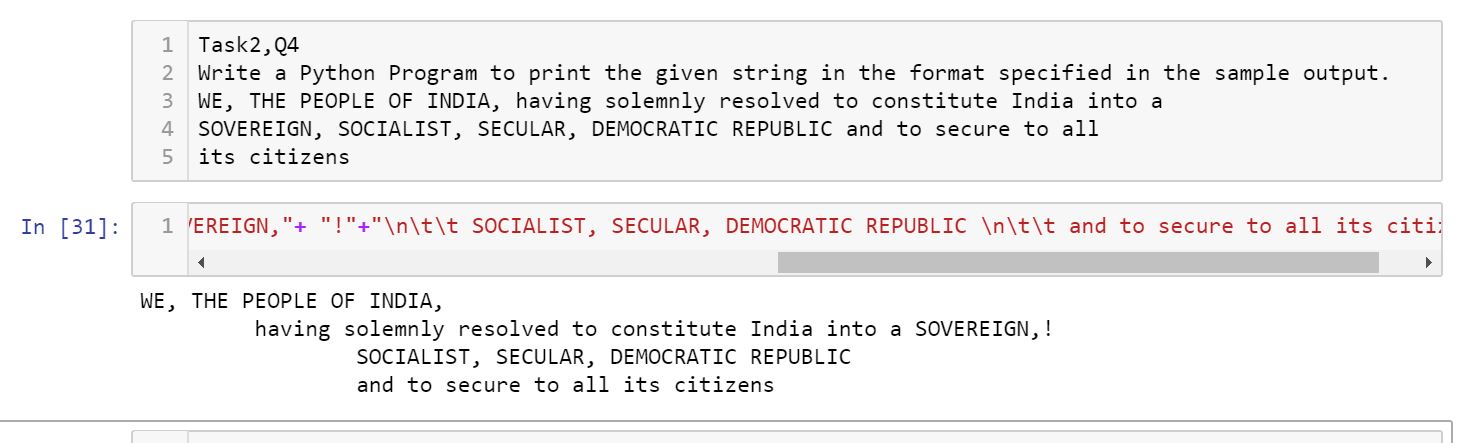 1 Task2,Q4
2 Write a Python Program to print the given string in the format specified in the sample output.
3 WE, THE PEOPLE OF INDIA, having solemnly resolved to constitute India into a
4 SOVEREIGN, SOCIALIST, SECULAR, DEMOCRATIC REPUBLIC and to secure to all
5 its citizens
In [31]: 1 VEREIGN,"+ "!"+"\n\t\t SOCIALIST, SECULAR, DEMOCRATIC REPUBLIC \n\t\t and to secure to all its citi
WE, THE PEOPLE OF INDIA,
having solemnly resolved to constitute India into a SOVEREIGN,!
SOCIALIST, SECULAR, DEMOCRATIC REPUBLIC
and to secure to all its citizens